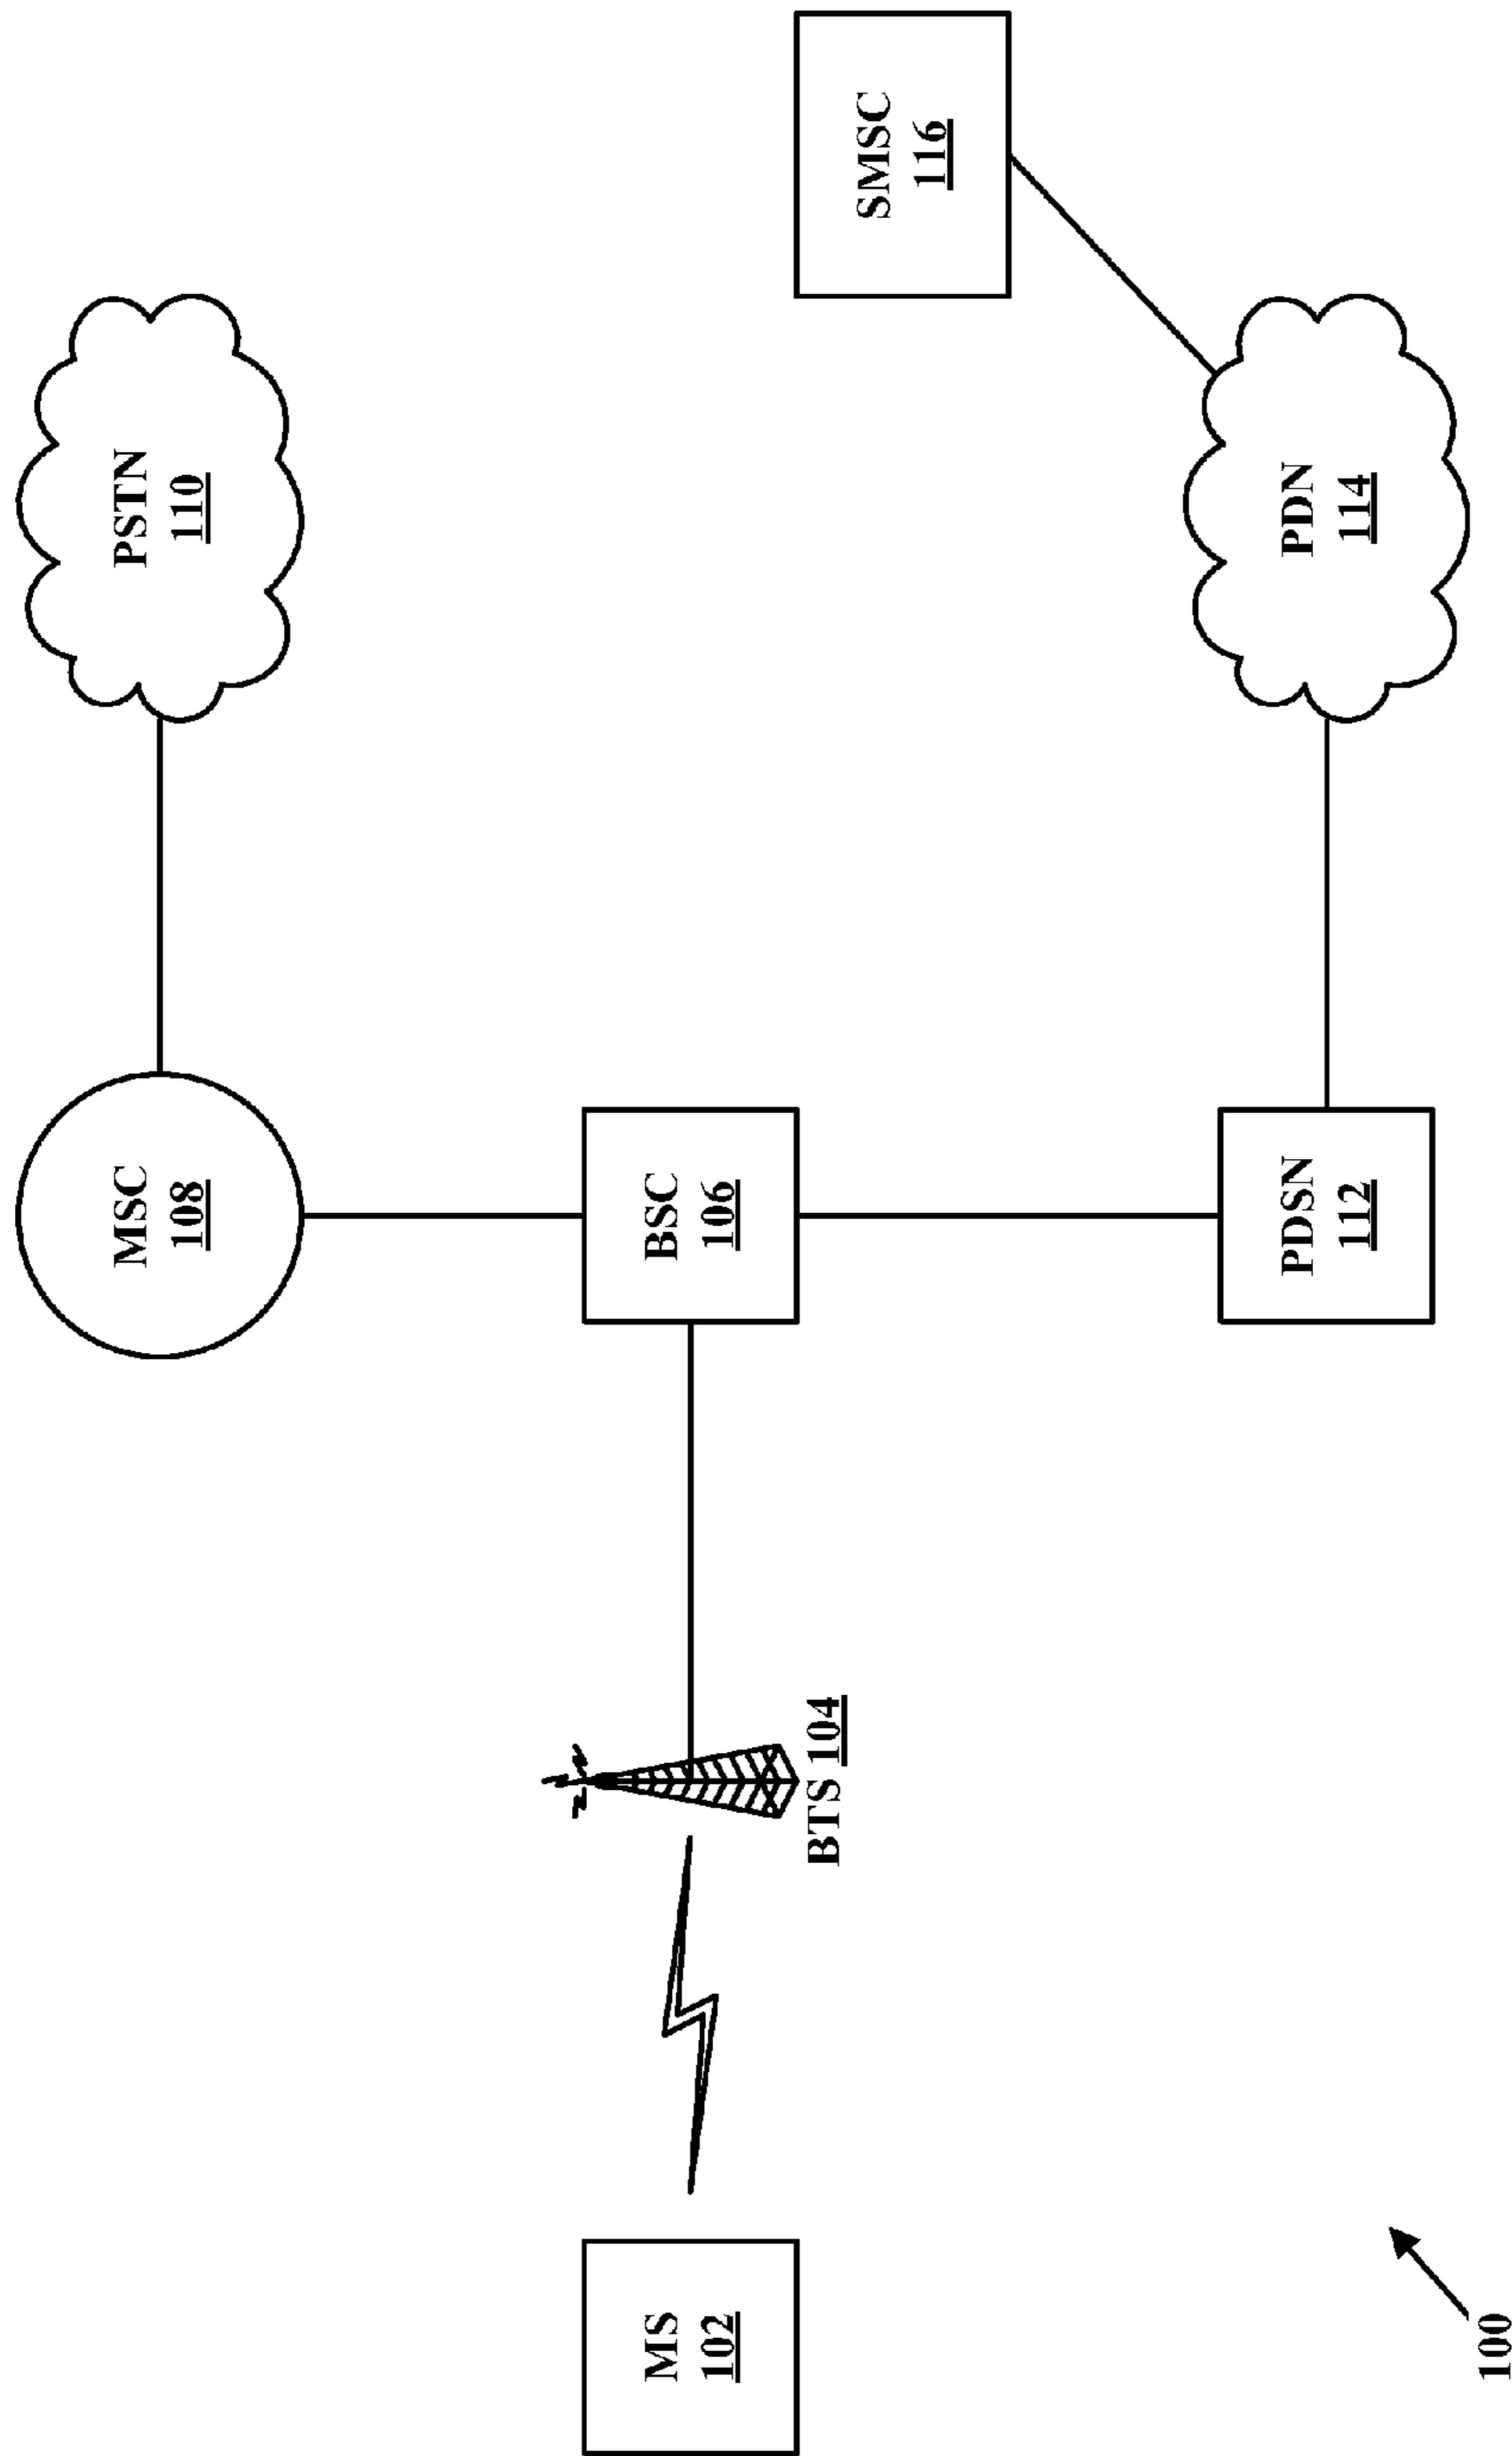 MSC
108
PSTN
110
SMSC
116
MS
102
BTS 104
BSC
106
PDSN
112
PDN
114
100